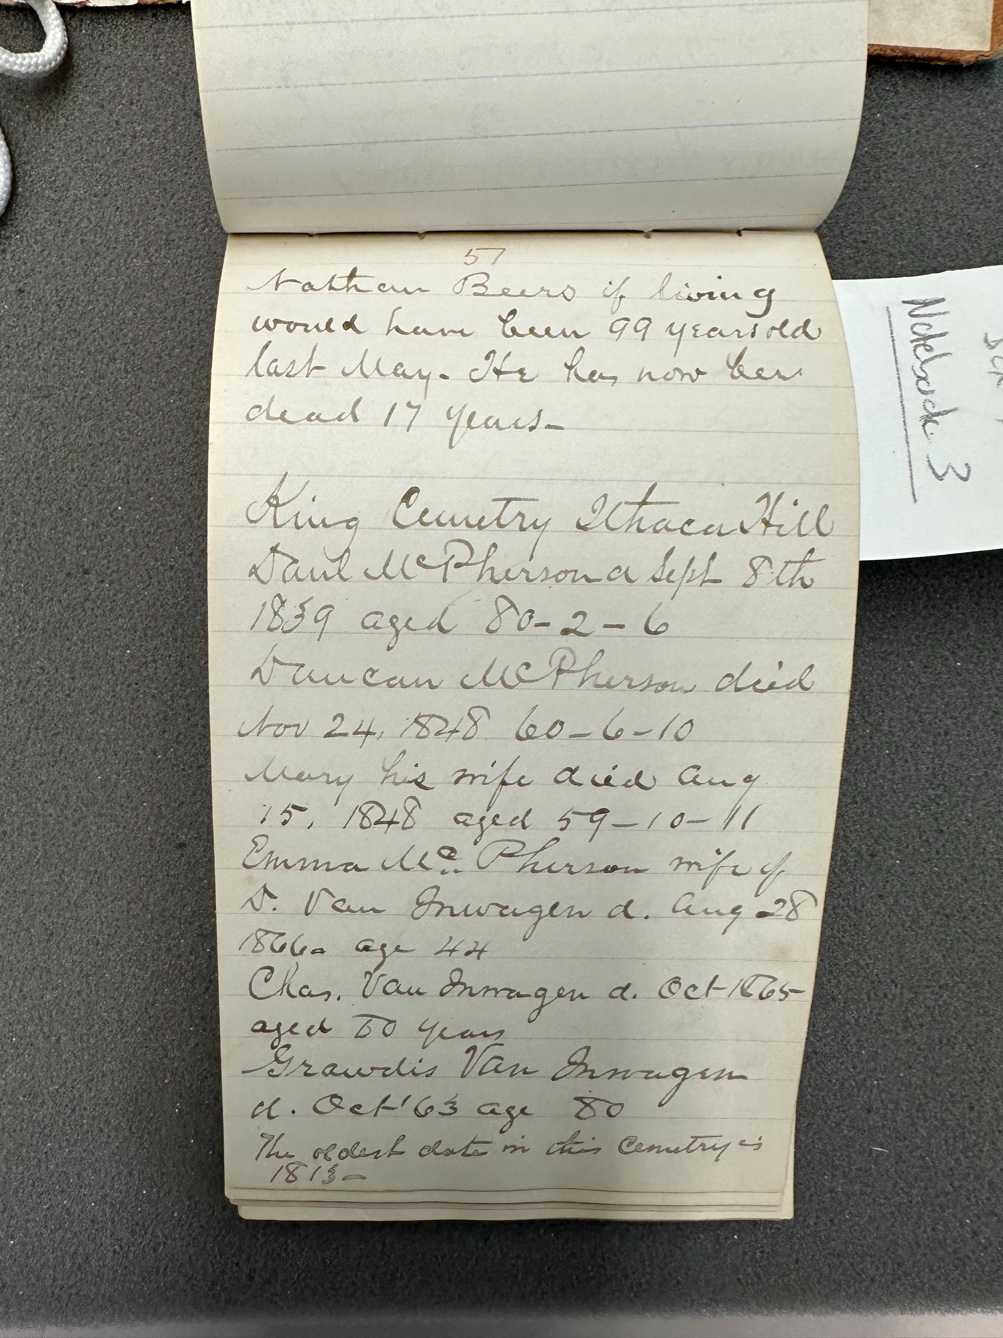 57
Nathan Beers if living
would have been 99 years old
last May. He has now been
dead 17 years-
King Cemetry Ithaca Hill
Danl McPherson d Sept 8th
1839 aged 80-2-6
Duncan McPherson died
Nov 24, 1848 60-6-10
Mary his wife died Aug
15, 1848 aged 59-10-11
Emma Mc. Pherson wife of
D. Van Inwagen d. Aug 28
1866. age 44
Chas. Van Inwagen d. Oct 1865
aged 80 years
Van Inwagen
d. Oct '63 age 80
The oldest date in this Cemetry is
1813-
Notebook 3